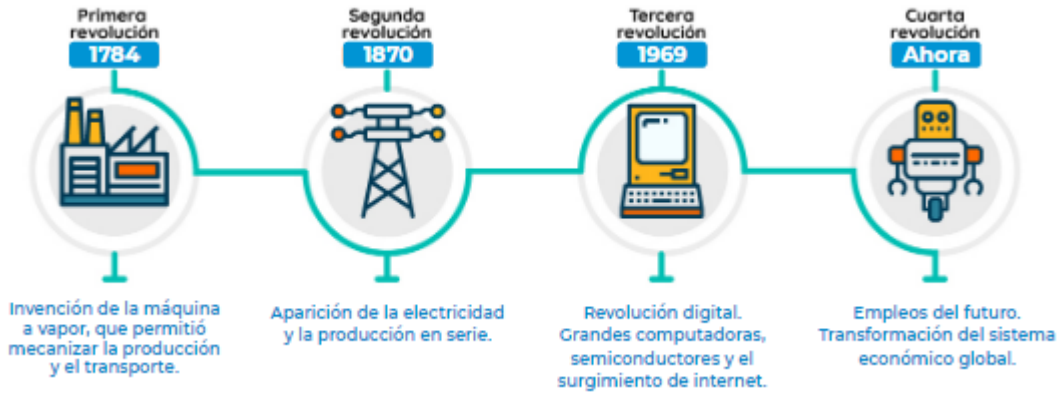 Primera
revolución
1784
Invención de la máquina
a vapor, que permitió
mecanizar la producción
y el transporte.
Segunda
revolución
1870
Aparición de la electricidad
y la producción en serie.
Tercera
revolución
1969
Revolución digital.
Grandes computadoras,
semiconductores y el
surgimiento de internet.
Cuarta
revolución
Ahora
Empleos del futuro.
Transformación del sistema
económico global.